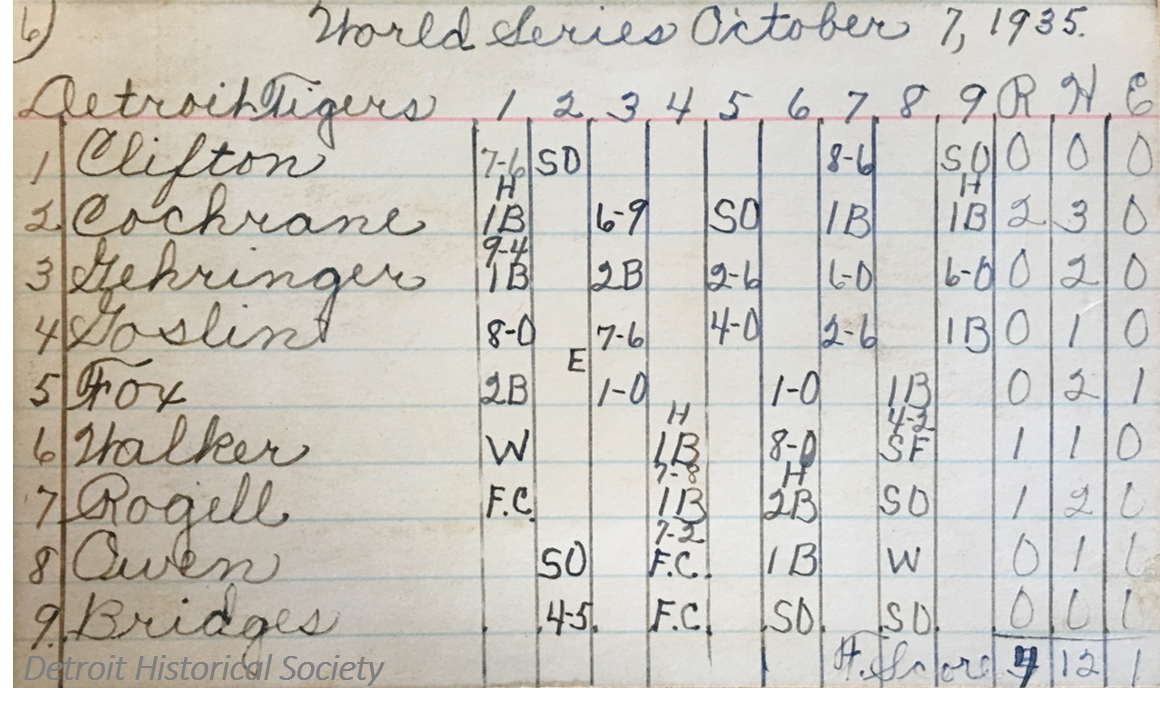 6)
World Series October 7, 1935.
Detroit Tigers 1 2 3 4 5 6 7 8 9 R H E
1 Clifton 7-6 SO 8-6 SO 0 0 0
H H
2 Cochrane 1B 6-9 SO 1B 1B 2 3 0
9-4
3 Gehringer 1B 2B 2-6 6-0 6-0 0 2 0
4 Goslin 8-0 7-6 4-0 2-6 1B 0 1 0
E
5 Fox 2B 1-0 1-0 1B 0 2 1
H 4-2
6 Walker W 1B 8-0 SF 1 1 0
7-8 H
7 Rogell F.C. 1B 2B SO 1 2 0
7-2
8 Owen SO F.C. 1B W 0 1 0
9. Bridges 4-5 F.C. SO SO 0 0 0
F. Score 4 12 1
Detroit Historical Society